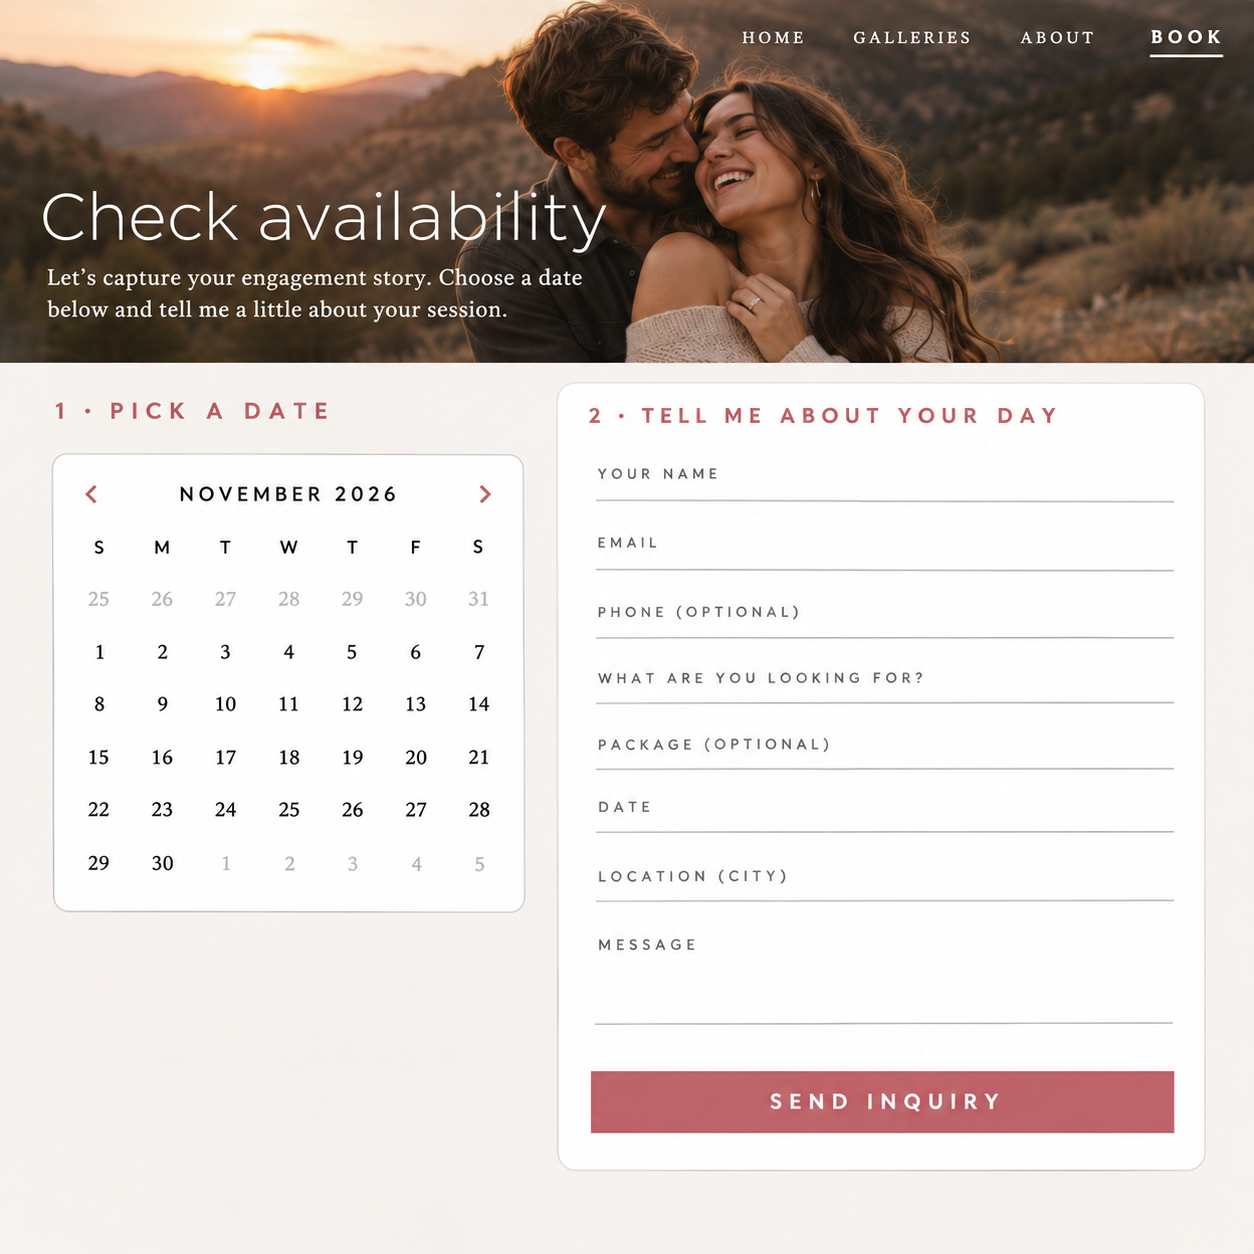 HOME GALLERIES ABOUT BOOK
Check availability
Let’s capture your engagement story. Choose a date
below and tell me a little about your session.
1 · PICK A DATE
NOVEMBER 2026
S M T W T F S
25 26 27 28 29 30 31
1 2 3 4 5 6 7
8 9 10 11 12 13 14
15 16 17 18 19 20 21
22 23 24 25 26 27 28
29 30 1 2 3 4 5
2 · TELL ME ABOUT YOUR DAY
YOUR NAME
EMAIL
PHONE (OPTIONAL)
WHAT ARE YOU LOOKING FOR?
PACKAGE (OPTIONAL)
DATE
LOCATION (CITY)
MESSAGE
SEND INQUIRY